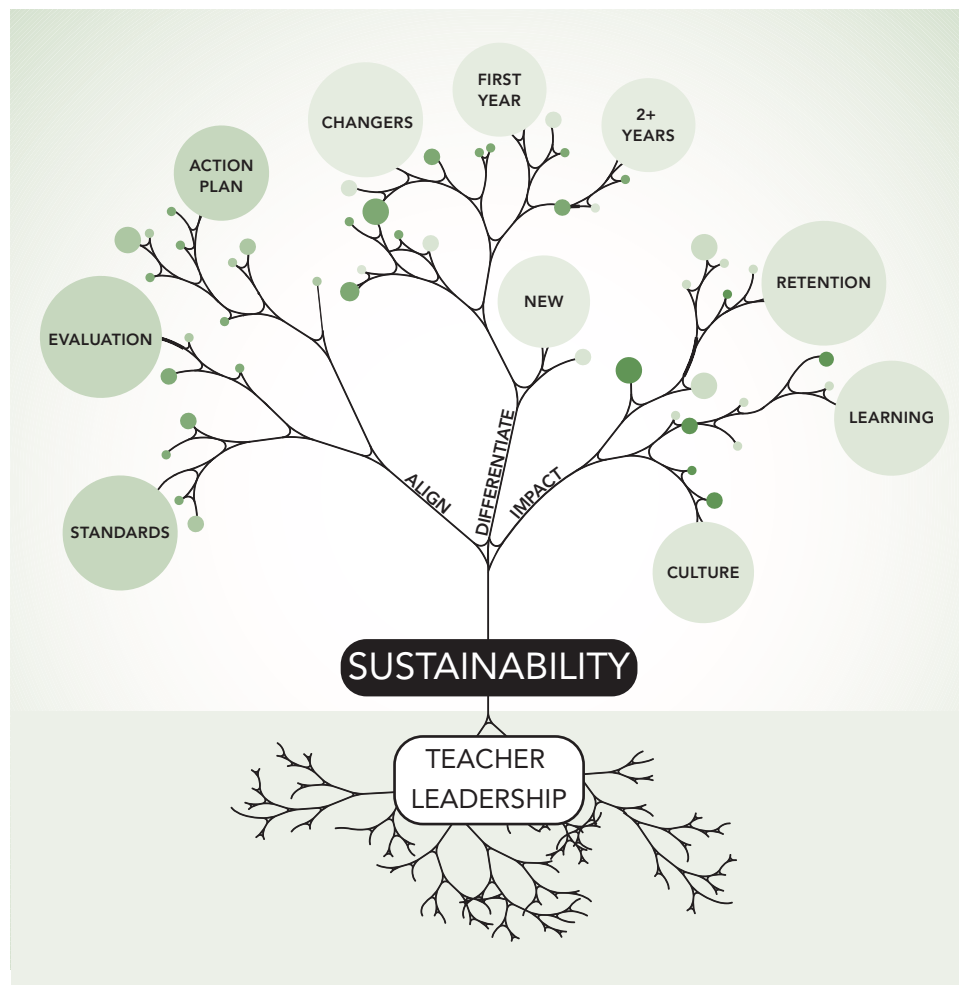 FIRST
YEAR
CHANGERS
2+
YEARS
ACTION
PLAN
RETENTION
NEW
EVALUATION
LEARNING
DIFFERENTIATE
ALIGN
IMPACT
STANDARDS
CULTURE
SUSTAINABILITY
TEACHER
LEADERSHIP